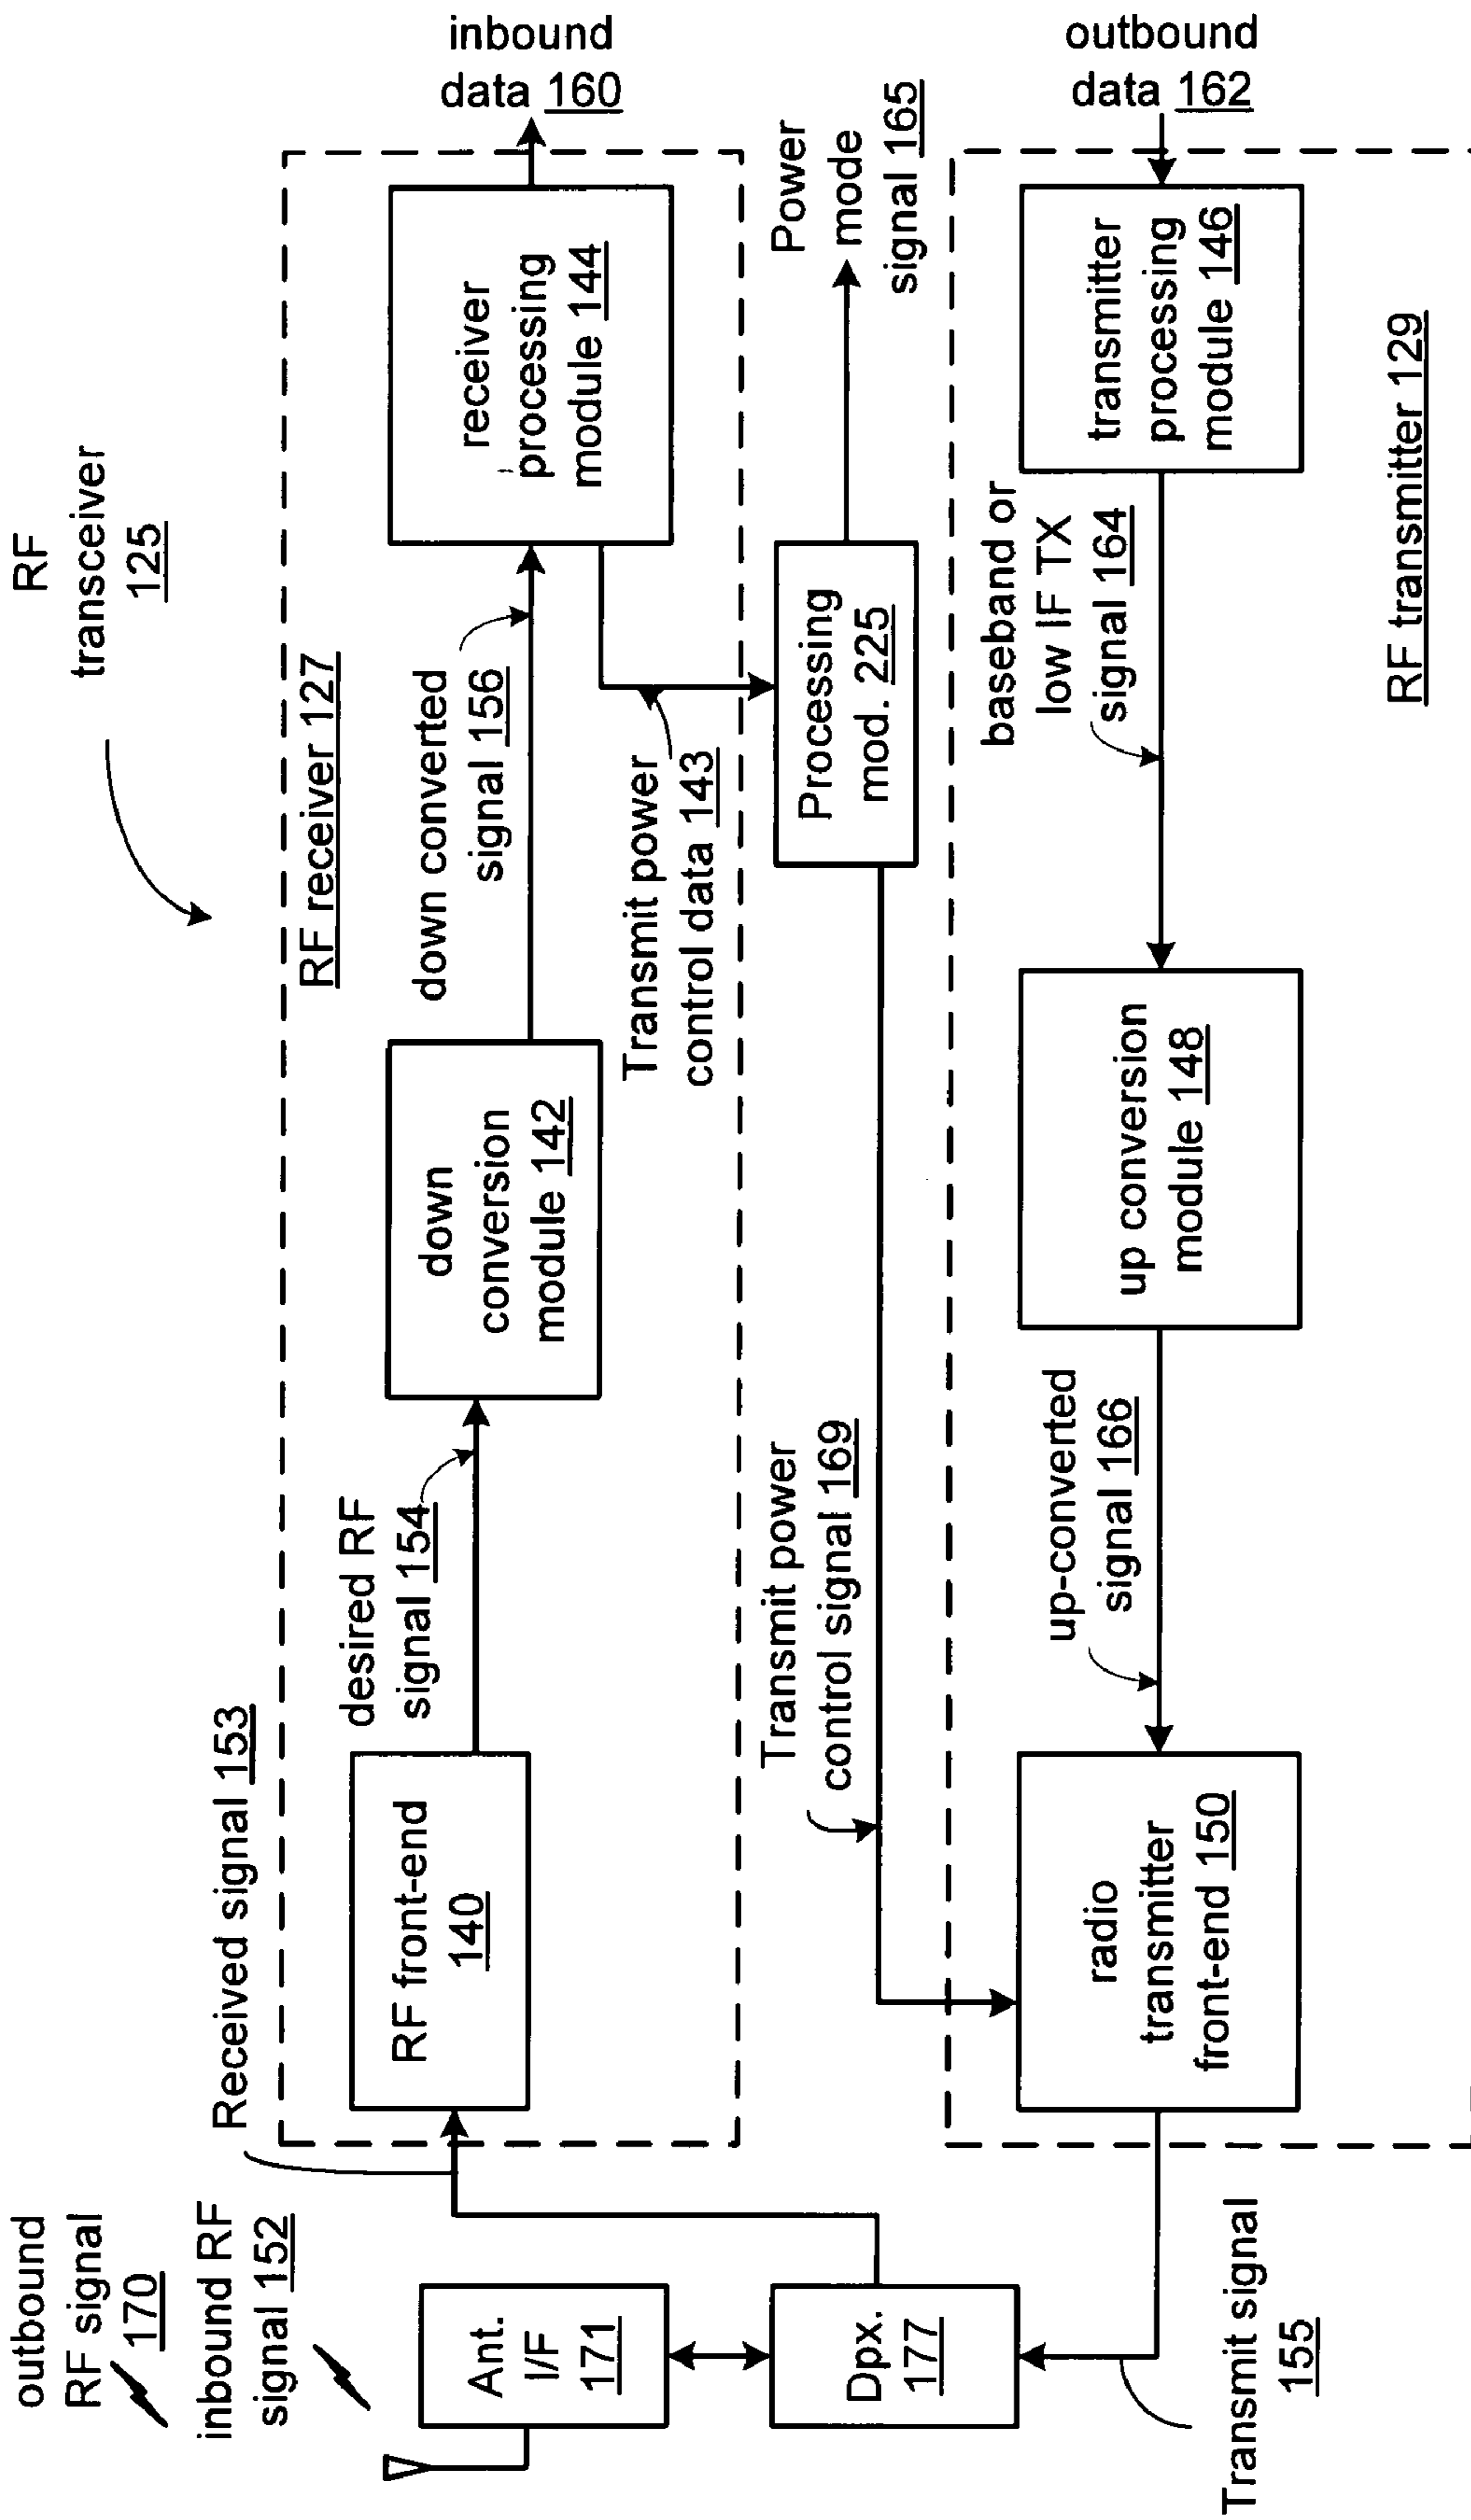 RF
transceiver
125
outbound
RF signal
170
inbound RF
signal 152
Received signal 153
RF receiver 127
Ant.
I/F
171
RF front-end
140
desired RF
signal 154
down
conversion
module 142
down converted
signal 156
receiver
processing
module 144
inbound
data 160
Transmit power
control data 143
Dpx.
177
Transmit power
control signal 169
Processing
mod. 225
Power
mode
signal 165
Transmit signal
155
radio
transmitter
front-end 150
up-converted
signal 166
up conversion
module 148
baseband or
low IF TX
signal 164
transmitter
processing
module 146
outbound
data 162
RF transmitter 129